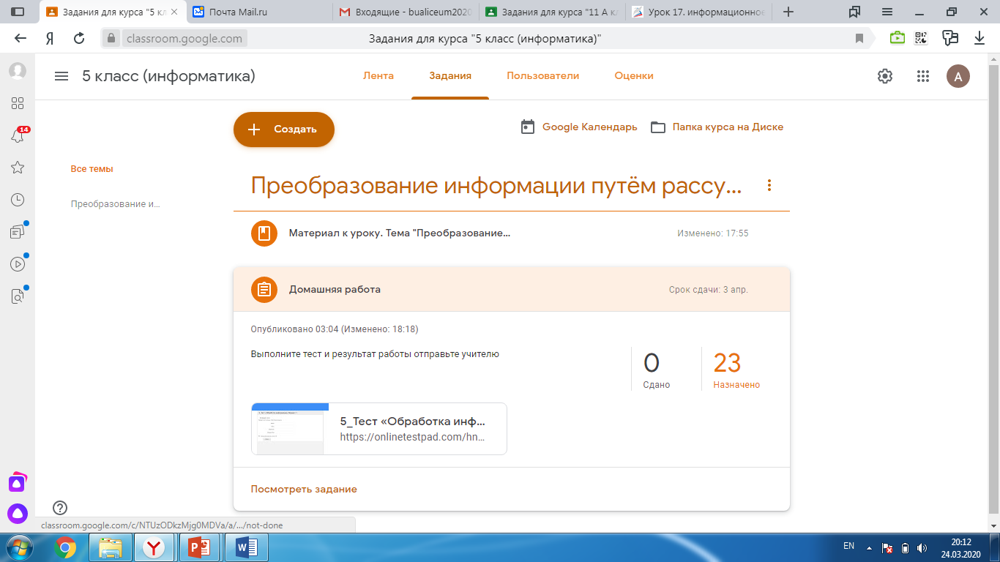 Задания для курса "5 кл
Почта Mail.ru
Входящие - bualiceum2020
Задания для курса "11 А кл
Урок 17. информационное
Я
classroom.google.com
Задания для курса "5 класс (информатика)"
5 класс (информатика)
Лента
Задания
Пользователи
Оценки
А
14
Создать
Google Календарь
Папка курса на Диске
Все темы
Преобразование и...
Преобразование информации путём рассу...
Материал к уроку. Тема "Преобразование...
Изменено: 17:55
Домашняя работа
Срок сдачи: 3 апр.
Опубликовано 03:04 (Изменено: 18:18)
Выполните тест и результат работы отправьте учителю
0
Сдано
23
Назначено
5_Тест «Обработка инф...
https://onlinetestpad.com/hn...
Посмотреть задание
classroom.google.com/c/NTUzODkzMjg0MDVa/a/.../not-done
EN
20:12
24.03.2020